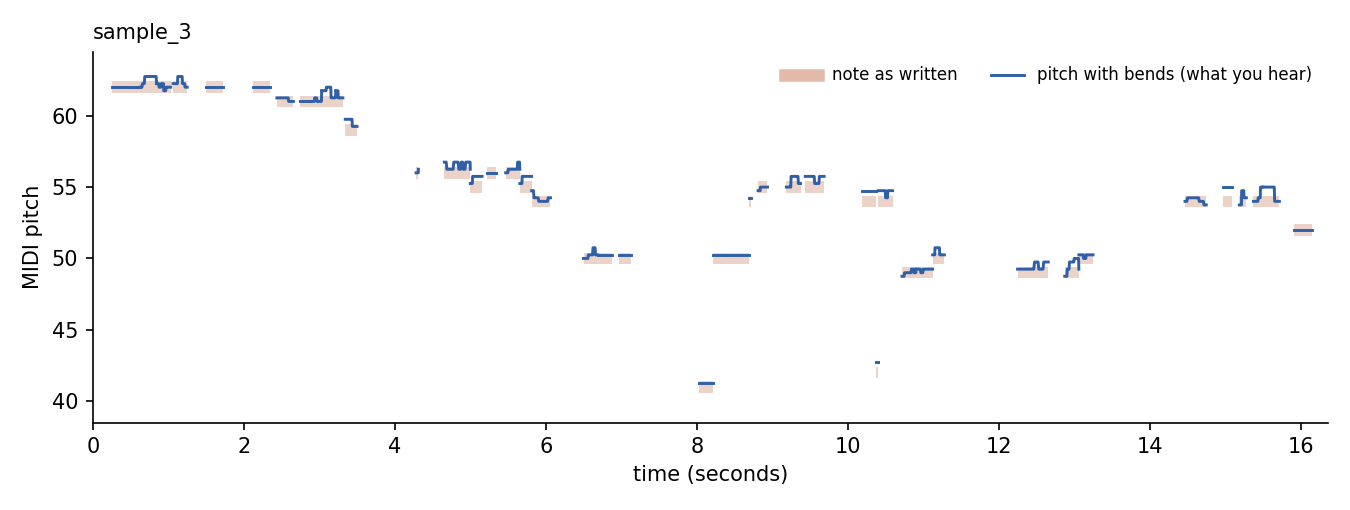 sample_3
note as written
pitch with bends (what you hear)
MIDI pitch
60
55
50
45
40
0 2 4 6 8 10 12 14 16
time (seconds)